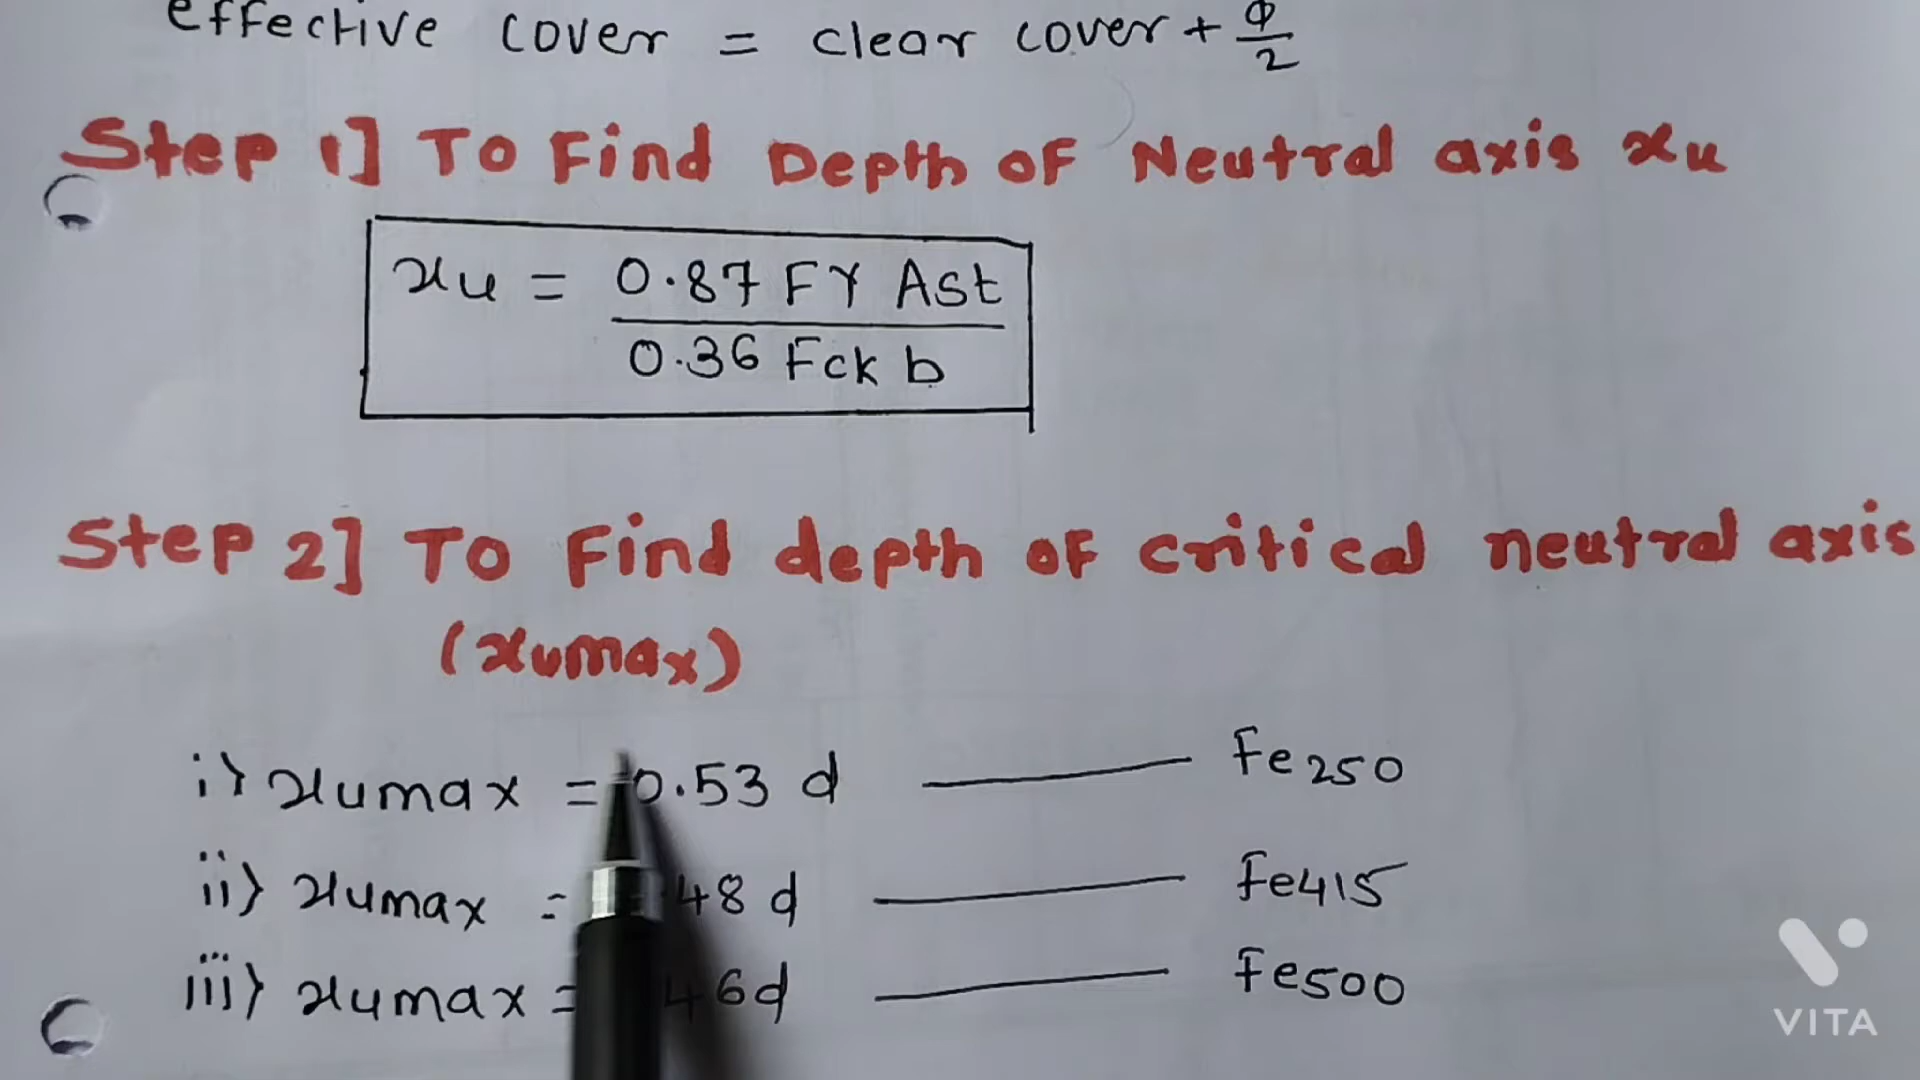 effective cover = clear cover + Φ/2
Step 1] To Find Depth of Neutral axis xu
xu = 0.87 FY Ast / 0.36 Fck b
Step 2] To Find depth of critical neutral axis
(xumax)
i) xumax = 0.53 d — Fe250
ii) xumax = .48 d — Fe415
iii) xumax = 46d — Fe500
VITA